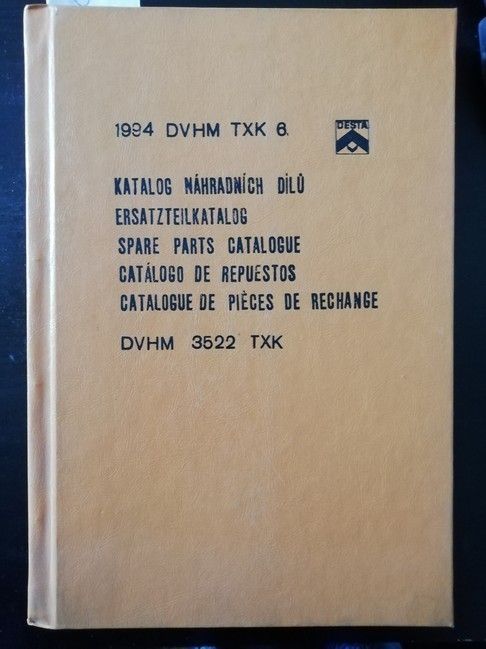 1994 DVHM TXK 6.
DESTA
KATALOG NÁHRADNÍCH DÍLŮ
ERSATZTEILKATALOG
SPARE PARTS CATALOGUE
CATÁLOGO DE REPUESTOS
CATALOGUE DE PIÈCES DE RECHANGE
DVHM 3522 TXK